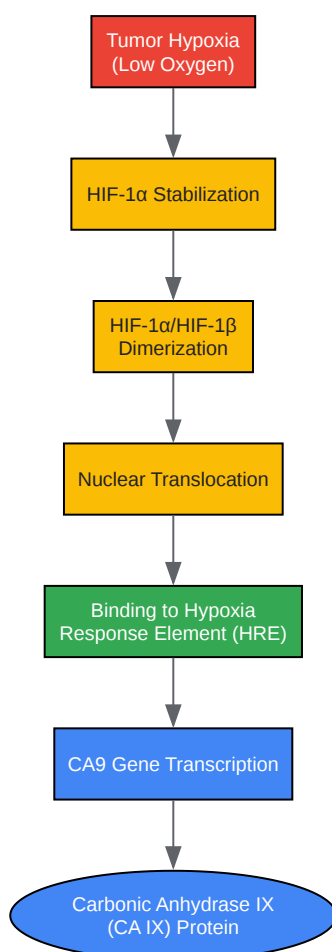 Tumor Hypoxia
(Low Oxygen)
HIF-1α Stabilization
HIF-1α/HIF-1β
Dimerization
Nuclear Translocation
Binding to Hypoxia
Response Element (HRE)
CA9 Gene Transcription
Carbonic Anhydrase IX
(CA IX) Protein